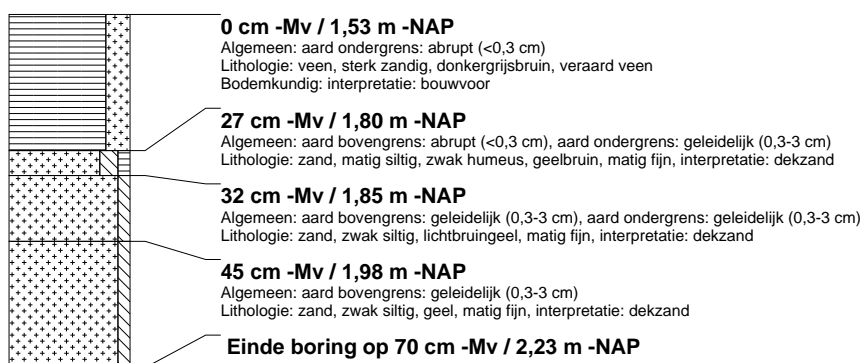 0 cm -Mv / 1,53 m -NAP
Algemeen: aard ondergrens: abrupt (<0,3 cm)
Lithologie: veen, sterk zandig, donkergrijsbruin, veraard veen
Bodemkundig: interpretatie: bouwvoor
27 cm -Mv / 1,80 m -NAP
Algemeen: aard bovengrens: abrupt (<0,3 cm), aard ondergrens: geleidelijk (0,3-3 cm)
Lithologie: zand, matig siltig, zwak humeus, geelbruin, matig fijn, interpretatie: dekzand
32 cm -Mv / 1,85 m -NAP
Algemeen: aard bovengrens: geleidelijk (0,3-3 cm), aard ondergrens: geleidelijk (0,3-3 cm)
Lithologie: zand, zwak siltig, lichtbruingeel, matig fijn, interpretatie: dekzand
45 cm -Mv / 1,98 m -NAP
Algemeen: aard bovengrens: geleidelijk (0,3-3 cm)
Lithologie: zand, zwak siltig, geel, matig fijn, interpretatie: dekzand
Einde boring op 70 cm -Mv / 2,23 m -NAP